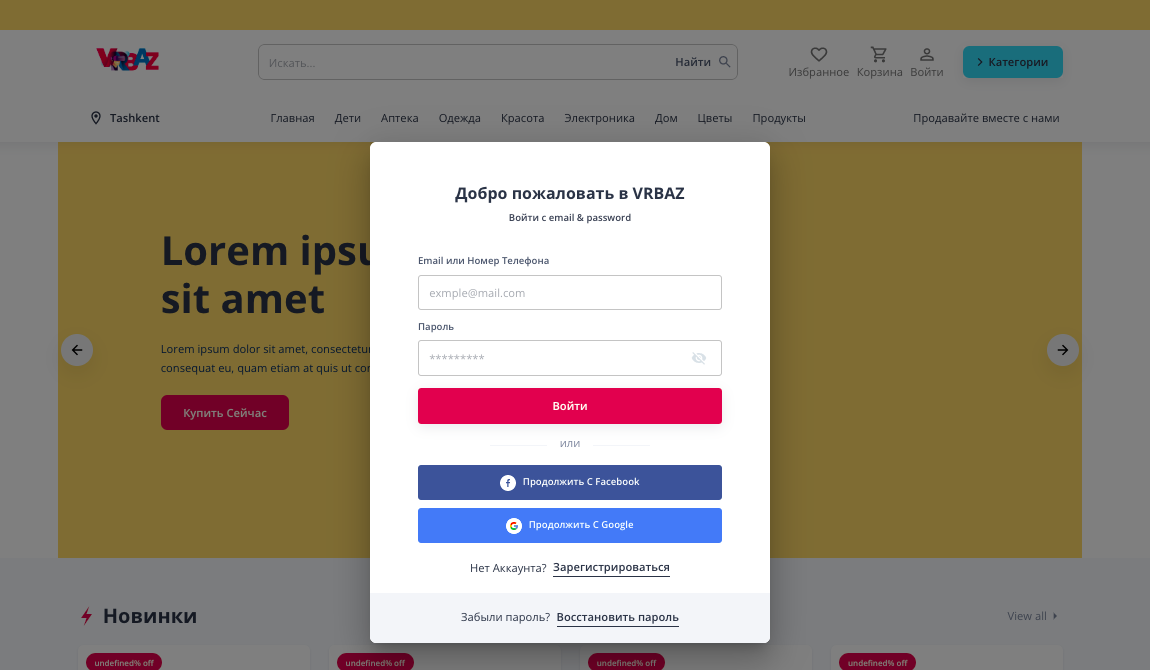 VRBAZ
Искать...
Найти
Избранное
Корзина
Войти
Категории
Tashkent
Главная
Дети
Аптека
Одежда
Красота
Электроника
Дом
Цветы
Продукты
Продавайте вместе с нами
Lorem ipsu
sit amet
Lorem ipsum dolor sit amet, consectetu
consequat eu, quam etiam at quis ut cor
Купить Сейчас
Добро пожаловать в VRBAZ
Войти с email & password
Email или Номер Телефона
exmple@mail.com
Пароль
*********
Войти
или
Продолжить С Facebook
Продолжить С Google
Нет Аккаунта? Зарегистрироваться
Забыли пароль? Восстановить пароль
Новинки
View all
undefined% off
undefined% off
undefined% off
undefined% off